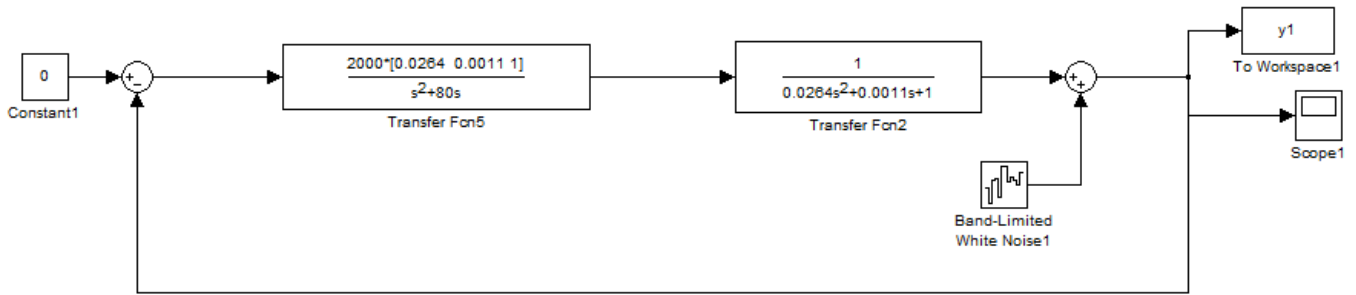 0
Constant1
+
−
2000*[0.0264 0.0011 1]
s²+80s
Transfer Fcn5
1
0.0264s²+0.0011s+1
Transfer Fcn2
+
+
Band-Limited
White Noise1
y1
To Workspace1
Scope1